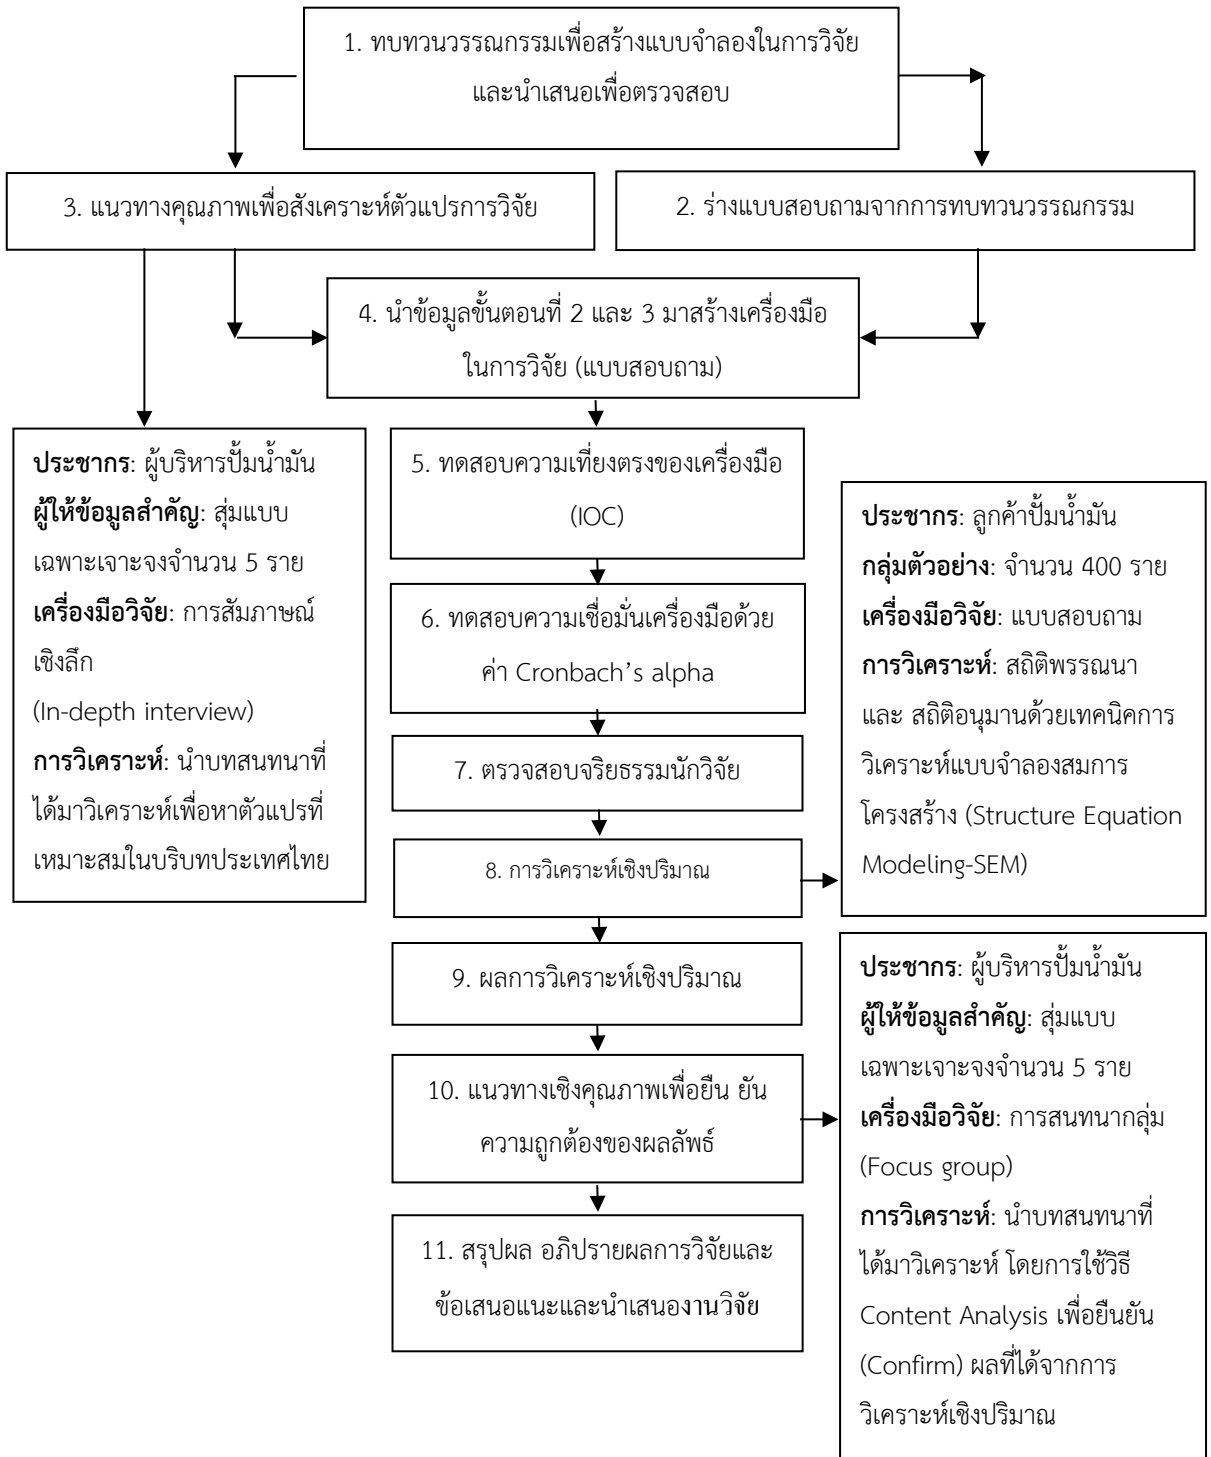 1. ทบทวนวรรณกรรมเพื่อสร้างแบบจำลองในการวิจัย
และนำเสนอเพื่อตรวจสอบ
3. แนวทางคุณภาพเพื่อสังเคราะห์ตัวแปรการวิจัย
2. ร่างแบบสอบถามจากการทบทวนวรรณกรรม
4. นำข้อมูลขั้นตอนที่ 2 และ 3 มาสร้างเครื่องมือ
ในการวิจัย (แบบสอบถาม)
ประชากร: ผู้บริหารปั้มน้ำมัน
ผู้ให้ข้อมูลสำคัญ: สุ่มแบบ
เฉพาะเจาะจงจำนวน 5 ราย
เครื่องมือวิจัย: การสัมภาษณ์
เชิงลึก
(In-depth interview)
การวิเคราะห์: นำบทสนทนาที่
ได้มาวิเคราะห์เพื่อหาตัวแปรที่
เหมาะสมในบริบทประเทศไทย
5. ทดสอบความเที่ยงตรงของเครื่องมือ
(IOC)
6. ทดสอบความเชื่อมั่นเครื่องมือด้วย
ค่า Cronbach’s alpha
7. ตรวจสอบจริยธรรมนักวิจัย
8. การวิเคราะห์เชิงปริมาณ
ประชากร: ลูกค้าปั้มน้ำมัน
กลุ่มตัวอย่าง: จำนวน 400 ราย
เครื่องมือวิจัย: แบบสอบถาม
การวิเคราะห์: สถิติพรรณนา
และ สถิติอนุมานด้วยเทคนิคการ
วิเคราะห์แบบจำลองสมการ
โครงสร้าง (Structure Equation
Modeling-SEM)
9. ผลการวิเคราะห์เชิงปริมาณ
10. แนวทางเชิงคุณภาพเพื่อยืน ยัน
ความถูกต้องของผลลัพธ์
ประชากร: ผู้บริหารปั้มน้ำมัน
ผู้ให้ข้อมูลสำคัญ: สุ่มแบบ
เฉพาะเจาะจงจำนวน 5 ราย
เครื่องมือวิจัย: การสนทนากลุ่ม
(Focus group)
การวิเคราะห์: นำบทสนทนาที่
ได้มาวิเคราะห์ โดยการใช้วิธี
Content Analysis เพื่อยืนยัน
(Confirm) ผลที่ได้จากการ
วิเคราะห์เชิงปริมาณ
11. สรุปผล อภิปรายผลการวิจัยและ
ข้อเสนอแนะและนำเสนองานวิจัย